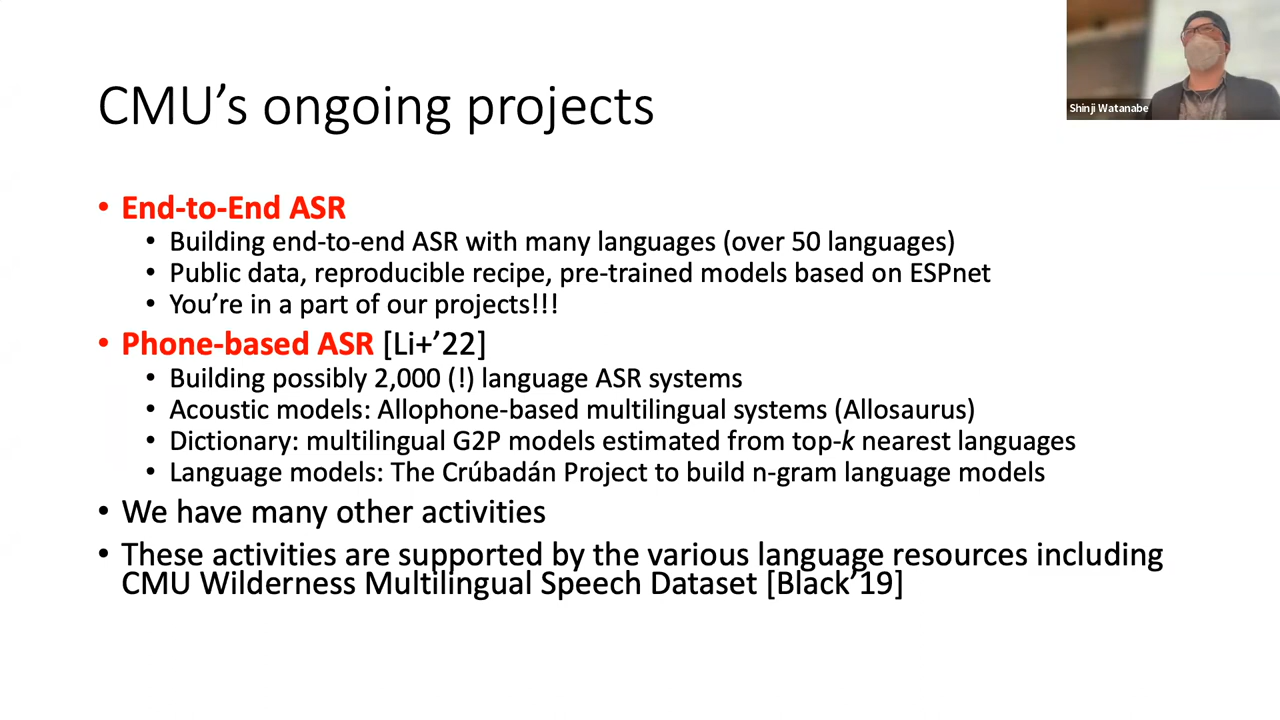 CMU’s ongoing projects
Shinji Watanabe
• End-to-End ASR
• Building end-to-end ASR with many languages (over 50 languages)
• Public data, reproducible recipe, pre-trained models based on ESPnet
• You’re in a part of our projects!!!
• Phone-based ASR [Li+’22]
• Building possibly 2,000 (!) language ASR systems
• Acoustic models: Allophone-based multilingual systems (Allosaurus)
• Dictionary: multilingual G2P models estimated from top-k nearest languages
• Language models: The Crúbadán Project to build n-gram language models
• We have many other activities
• These activities are supported by the various language resources including
CMU Wilderness Multilingual Speech Dataset [Black’19]